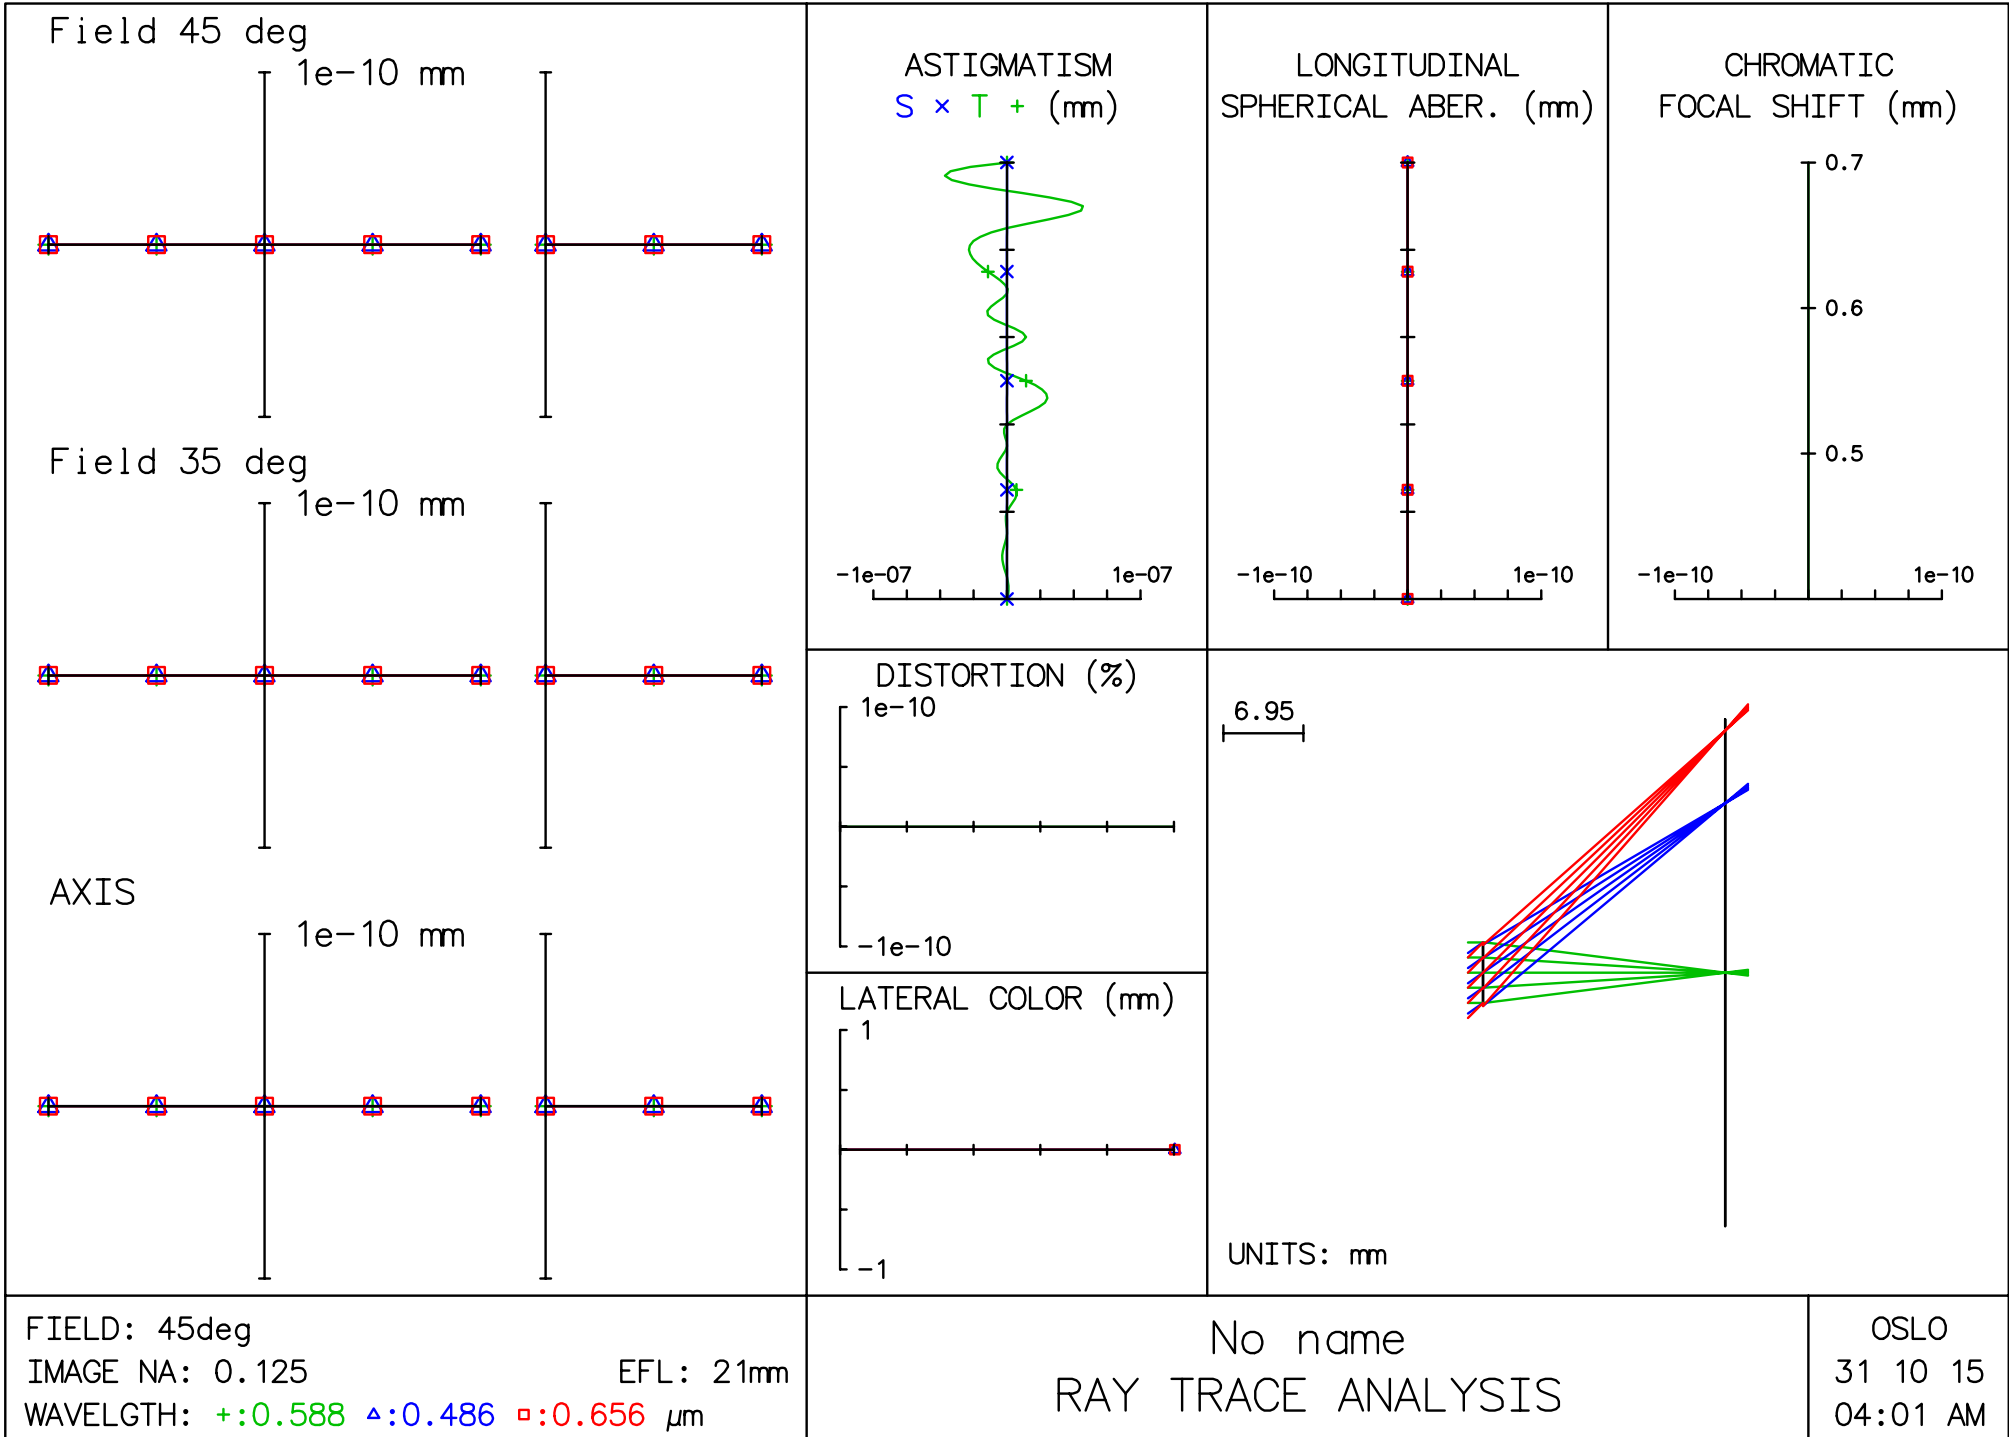 Field 45 deg
1e-10 mm
Field 35 deg
1e-10 mm
AXIS
1e-10 mm
ASTIGMATISM
S × T + (mm)
-1e-07 1e-07
LONGITUDINAL
SPHERICAL ABER. (mm)
-1e-10 1e-10
CHROMATIC
FOCAL SHIFT (mm)
0.7
0.6
0.5
-1e-10 1e-10
DISTORTION (%)
1e-10
-1e-10
LATERAL COLOR (mm)
1
-1
6.95
UNITS: mm
FIELD: 45deg
IMAGE NA: 0.125 EFL: 21mm
WAVELGTH: +:0.588 △:0.486 □:0.656 µm
No name
RAY TRACE ANALYSIS
OSLO
31 10 15
04:01 AM